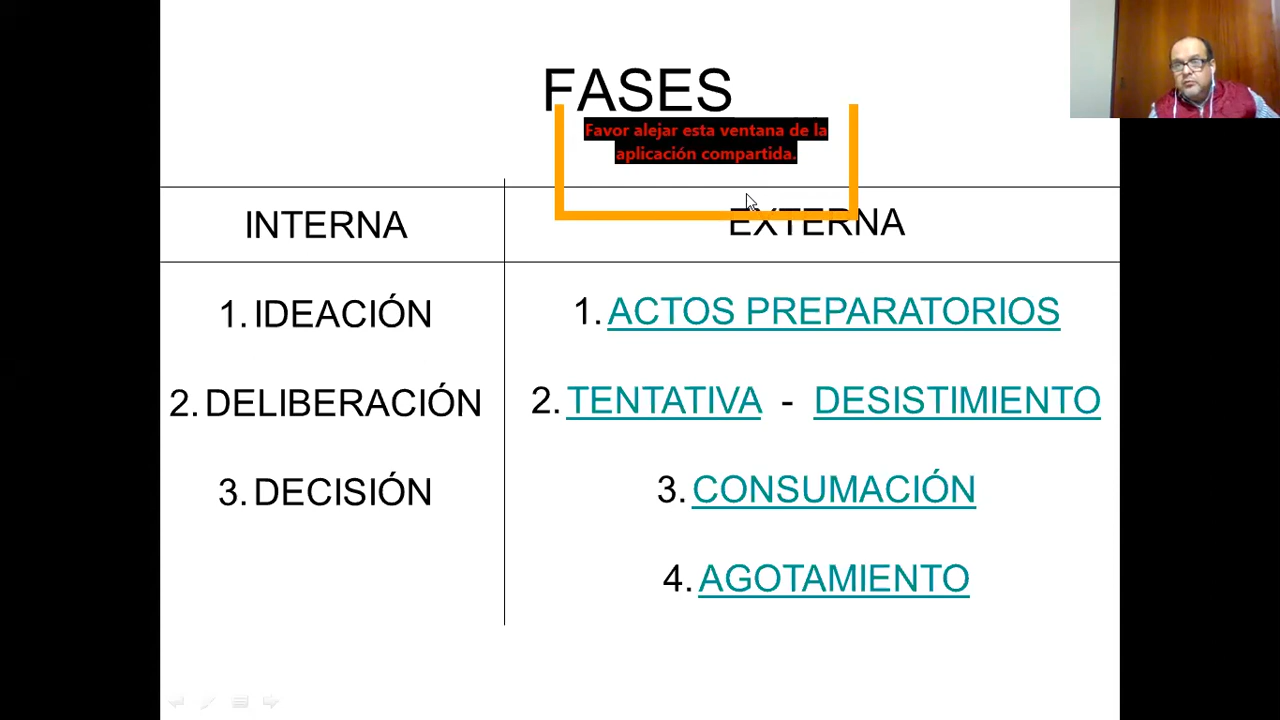 FASES
Favor alejar esta ventana de la
aplicación compartida.
INTERNA
EXTERNA
1. IDEACIÓN
1. ACTOS PREPARATORIOS
2. DELIBERACIÓN
2. TENTATIVA - DESISTIMIENTO
3. DECISIÓN
3. CONSUMACIÓN
4. AGOTAMIENTO